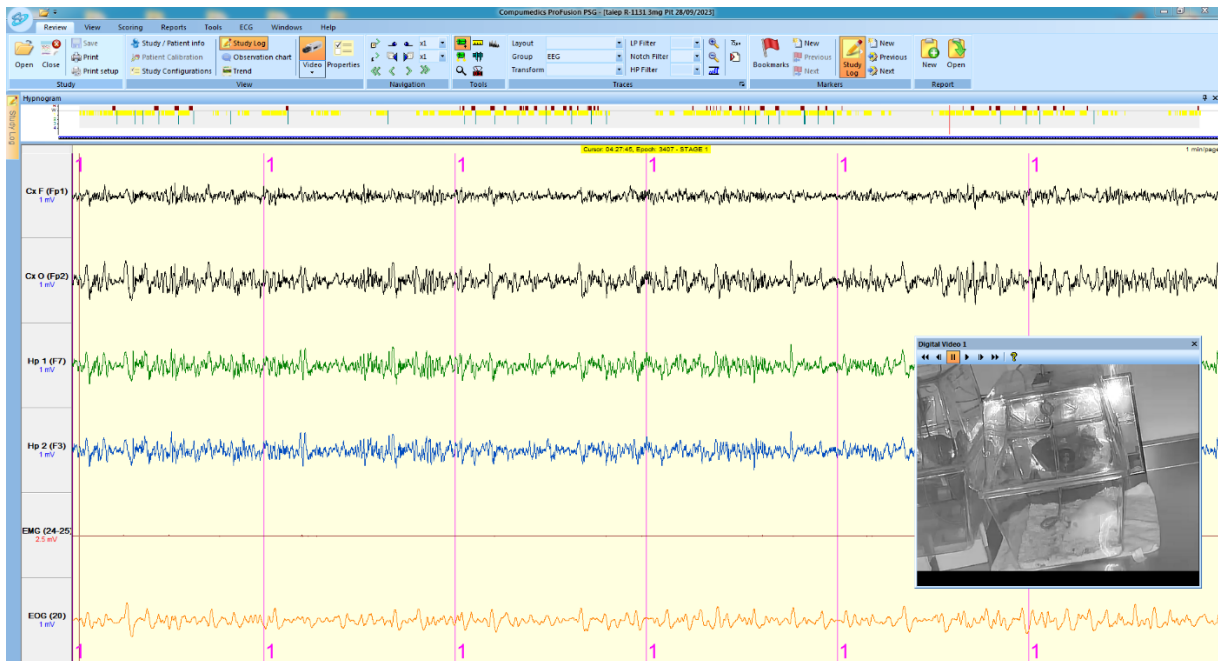 Compumedics ProFusion PSG - [taiep R-1131 3mg Pit 28/09/2023]
Review View Scoring Reports Tools ECG Windows Help
Open Close Save Print Print setup
Study / Patient info Patient Calibration Study Configurations
Study Log Observation chart Trend
Video Properties
x1
x1
Layout
Group EEG
Transform
LP Filter
Notch Filter
HP Filter
Bookmarks New Previous Next
Study Log New Previous Next
New Open
Study View Navigation Tools Traces Markers Report
Hypnogram
Study Log
Cursor: 04:27:45, Epoch: 3407 - STAGE 1
1 min/page
1 1 1 1 1 1
Cx F (Fp1)
1 mV
Cx O (Fp2)
1 mV
Hp 1 (F7)
1 mV
Digital Video 1
Hp 2 (F3)
1 mV
EMG (24-25)
2.5 mV
EOG (20)
1 mV
1 1 1 1 1 1